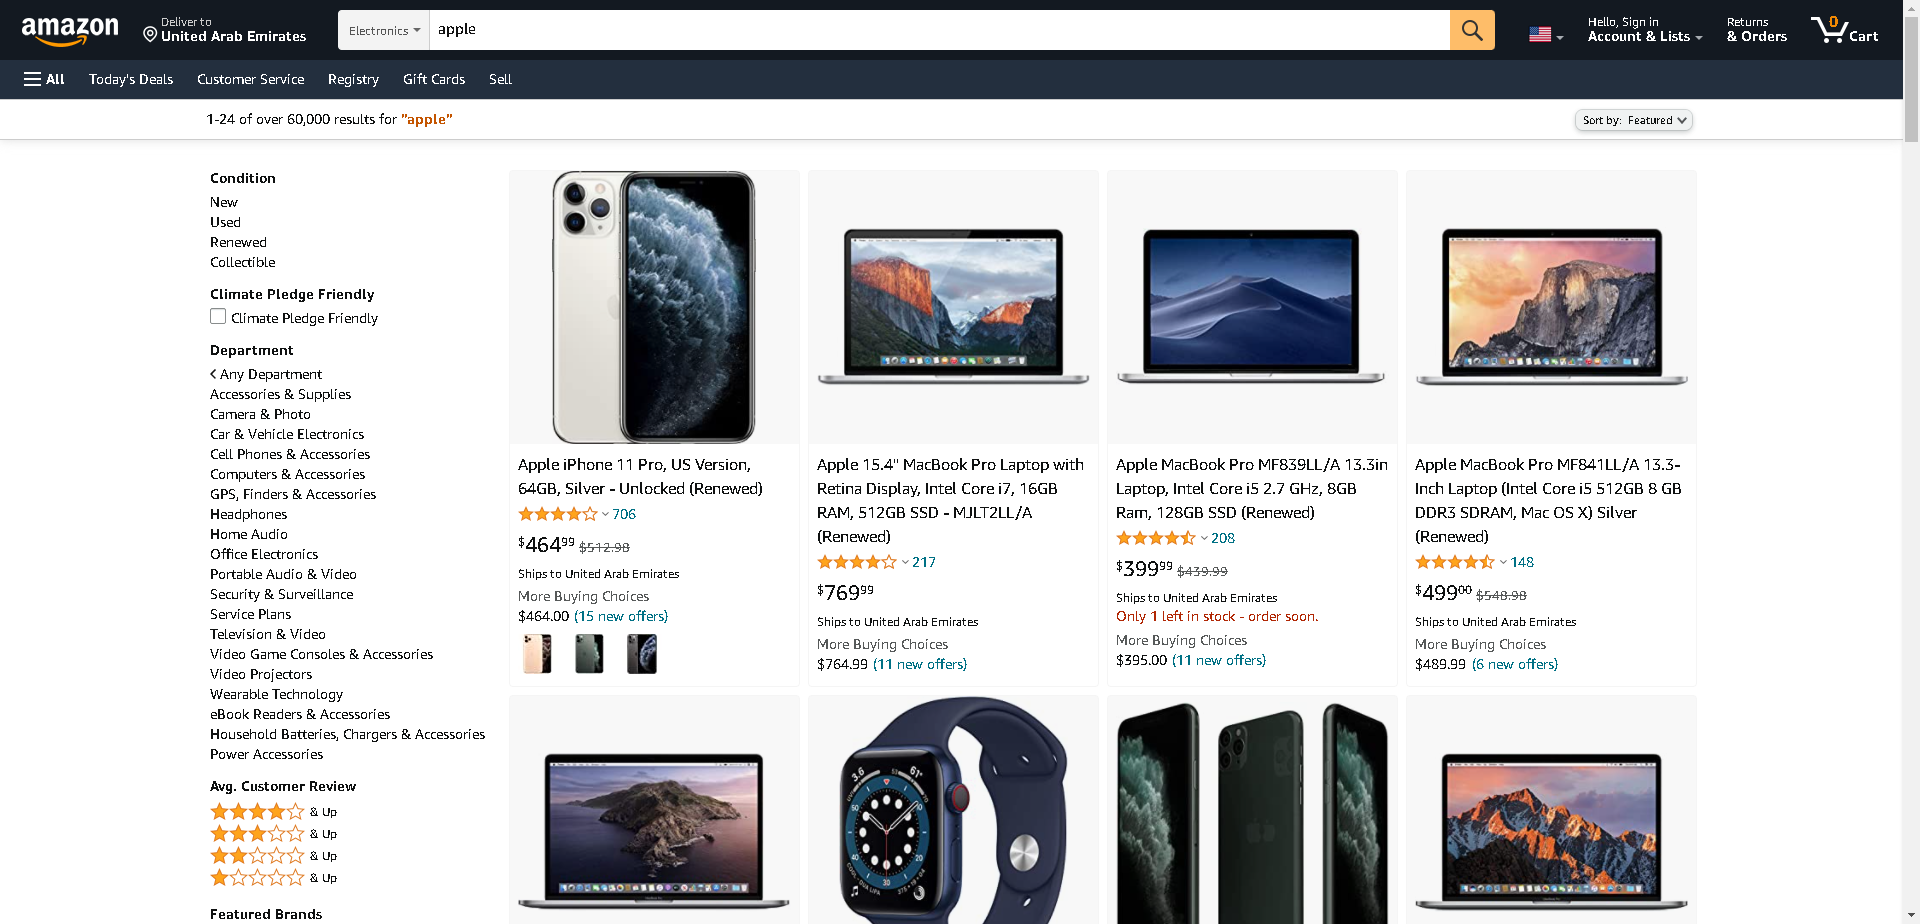 amazon
Deliver to
United Arab Emirates
Electronics
apple
Hello, Sign in
Account & Lists
Returns
& Orders
0
Cart
All
Today's Deals
Customer Service
Registry
Gift Cards
Sell
1-24 of over 60,000 results for "apple"
Sort by: Featured
Condition
New
Used
Renewed
Collectible
Climate Pledge Friendly
Climate Pledge Friendly
Department
Any Department
Accessories & Supplies
Camera & Photo
Car & Vehicle Electronics
Cell Phones & Accessories
Computers & Accessories
GPS, Finders & Accessories
Headphones
Home Audio
Office Electronics
Portable Audio & Video
Security & Surveillance
Service Plans
Television & Video
Video Game Consoles & Accessories
Video Projectors
Wearable Technology
eBook Readers & Accessories
Household Batteries, Chargers & Accessories
Power Accessories
Avg. Customer Review
& Up
& Up
& Up
& Up
Featured Brands
Apple iPhone 11 Pro, US Version,
64GB, Silver - Unlocked (Renewed)
706
$46499 $512.98
Ships to United Arab Emirates
More Buying Choices
$464.00 (15 new offers)
Apple 15.4" MacBook Pro Laptop with
Retina Display, Intel Core i7, 16GB
RAM, 512GB SSD - MJLT2LL/A
(Renewed)
217
$76999
Ships to United Arab Emirates
More Buying Choices
$764.99 (11 new offers)
Apple MacBook Pro MF839LL/A 13.3in
Laptop, Intel Core i5 2.7 GHz, 8GB
Ram, 128GB SSD (Renewed)
208
$39999 $439.99
Ships to United Arab Emirates
Only 1 left in stock - order soon.
More Buying Choices
$395.00 (11 new offers)
Apple MacBook Pro MF841LL/A 13.3-
Inch Laptop (Intel Core i5 512GB 8 GB
DDR3 SDRAM, Mac OS X) Silver
(Renewed)
148
$49900 $548.98
Ships to United Arab Emirates
More Buying Choices
$489.99 (6 new offers)